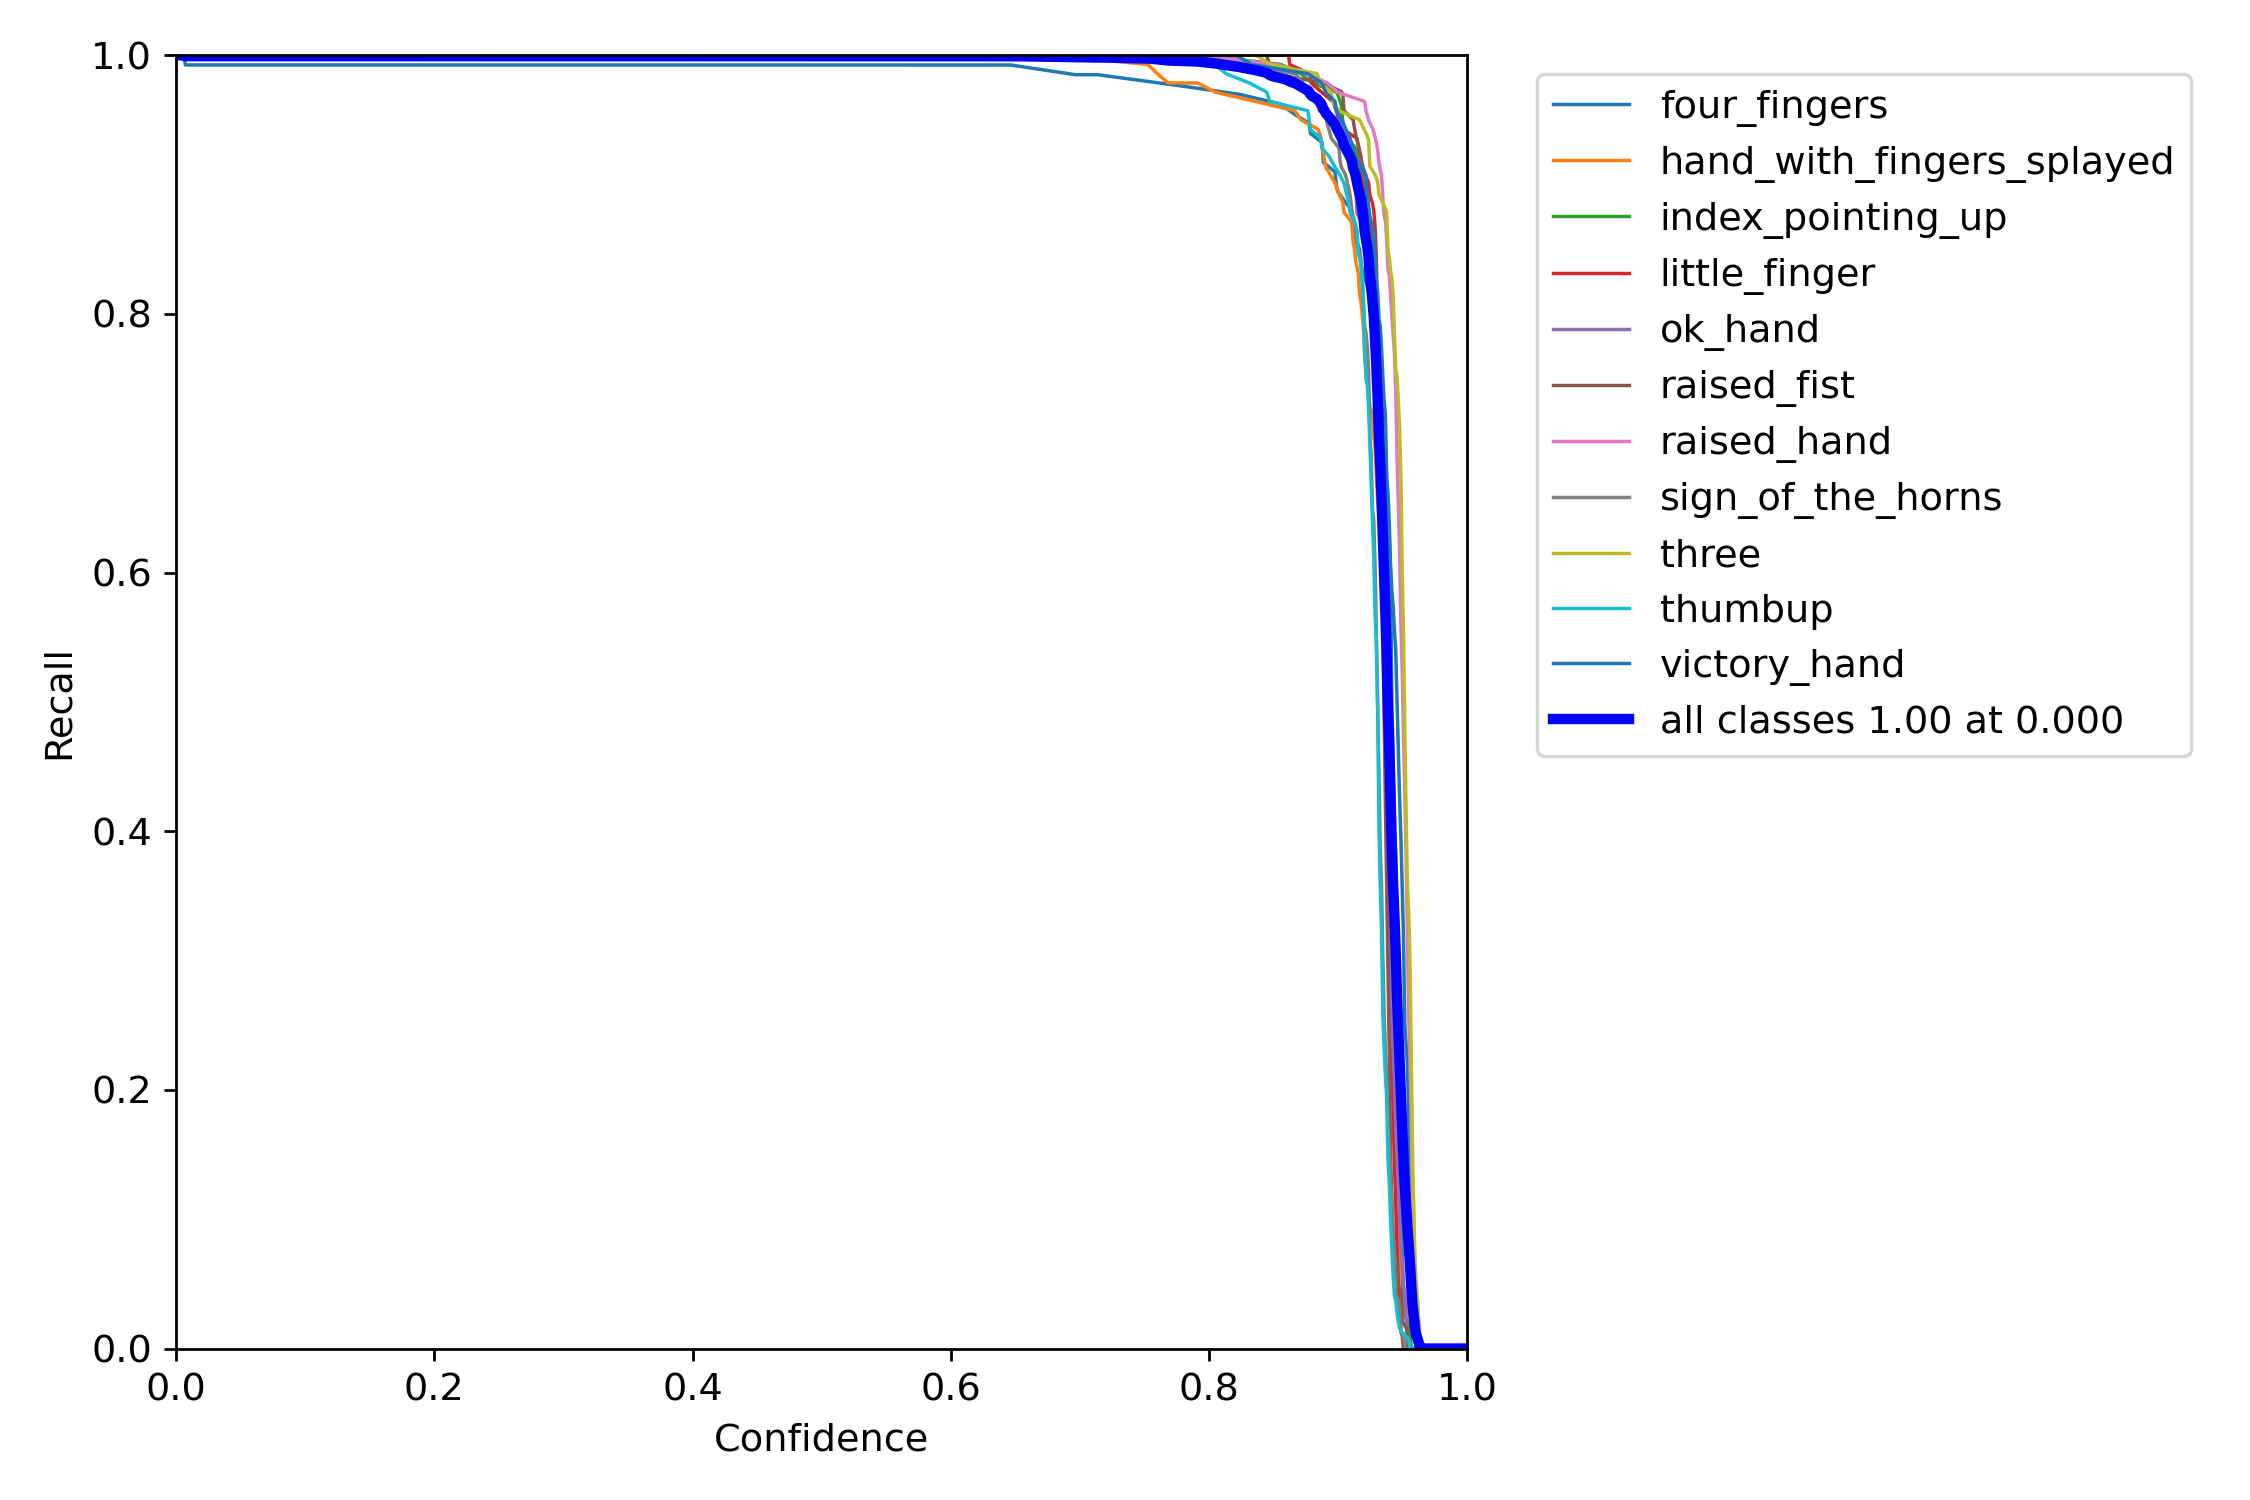 1.0
0.8
0.6
0.4
0.2
0.0
0.0 0.2 0.4 0.6 0.8 1.0
Recall
Confidence
four_fingers
hand_with_fingers_splayed
index_pointing_up
little_finger
ok_hand
raised_fist
raised_hand
sign_of_the_horns
three
thumbup
victory_hand
all classes 1.00 at 0.000